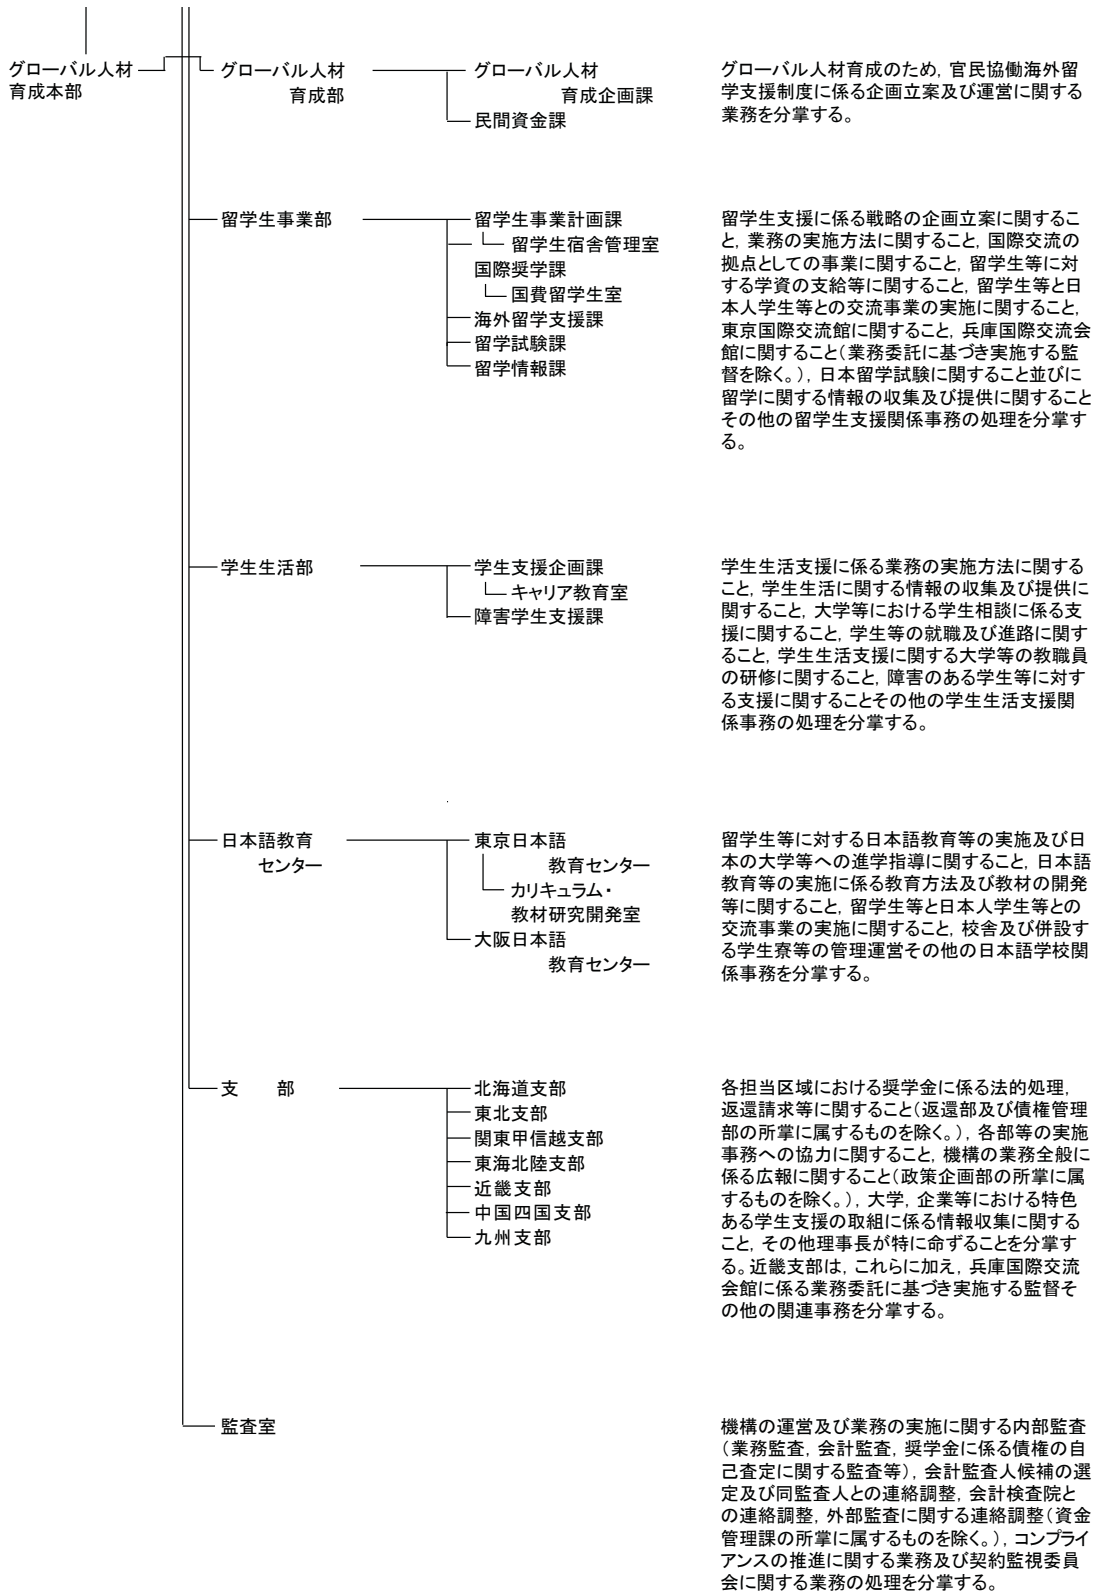 グローバル人材
育成本部
グローバル人材
育成部
グローバル人材
育成企画課
民間資金課
グローバル人材育成のため，官民協働海外留
学支援制度に係る企画立案及び運営に関する
業務を分掌する。
留学生事業部
留学生事業計画課
留学生宿舎管理室
国際奨学課
国費留学生室
海外留学支援課
留学試験課
留学情報課
留学生支援に係る戦略の企画立案に関するこ
と，業務の実施方法に関すること，国際交流の
拠点としての事業に関すること，留学生等に対
する学資の支給等に関すること，留学生等と日
本人学生等との交流事業の実施に関すること，
東京国際交流館に関すること，兵庫国際交流会
館に関すること（業務委託に基づき実施する監
督を除く。），日本留学試験に関すること並びに
留学に関する情報の収集及び提供に関すること
その他の留学生支援関係事務の処理を分掌す
る。
学生生活部
学生支援企画課
キャリア教育室
障害学生支援課
学生生活支援に係る業務の実施方法に関する
こと，学生生活に関する情報の収集及び提供に
関すること，大学等における学生相談に係る支
援に関すること，学生等の就職及び進路に関す
ること，学生生活支援に関する大学等の教職員
の研修に関すること，障害のある学生等に対す
る支援に関することその他の学生生活支援関
係事務の処理を分掌する。
日本語教育
センター
東京日本語
教育センター
カリキュラム・
教材研究開発室
大阪日本語
教育センター
留学生等に対する日本語教育等の実施及び日
本の大学等への進学指導に関すること，日本語
教育等の実施に係る教育方法及び教材の開発
等に関すること，留学生等と日本人学生等との
交流事業の実施に関すること，校舎及び併設す
る学生寮等の管理運営その他の日本語学校関
係事務を分掌する。
支　　部
北海道支部
東北支部
関東甲信越支部
東海北陸支部
近畿支部
中国四国支部
九州支部
各担当区域における奨学金に係る法的処理，
返還請求等に関すること（返還部及び債権管理
部の所掌に属するものを除く。），各部等の実施
事務への協力に関すること，機構の業務全般に
係る広報に関すること（政策企画部の所掌に属
するものを除く。），大学，企業等における特色
ある学生支援の取組に係る情報収集に関する
こと，その他理事長が特に命ずることを分掌す
る。近畿支部は，これらに加え，兵庫国際交流
会館に係る業務委託に基づき実施する監督そ
の他の関連事務を分掌する。
監査室
機構の運営及び業務の実施に関する内部監査
（業務監査，会計監査，奨学金に係る債権の自
己査定に関する監査等），会計監査人候補の選
定及び同監査人との連絡調整，会計検査院と
の連絡調整，外部監査に関する連絡調整（資金
管理課の所掌に属するものを除く。），コンプライ
アンスの推進に関する業務及び契約監視委員
会に関する業務の処理を分掌する。